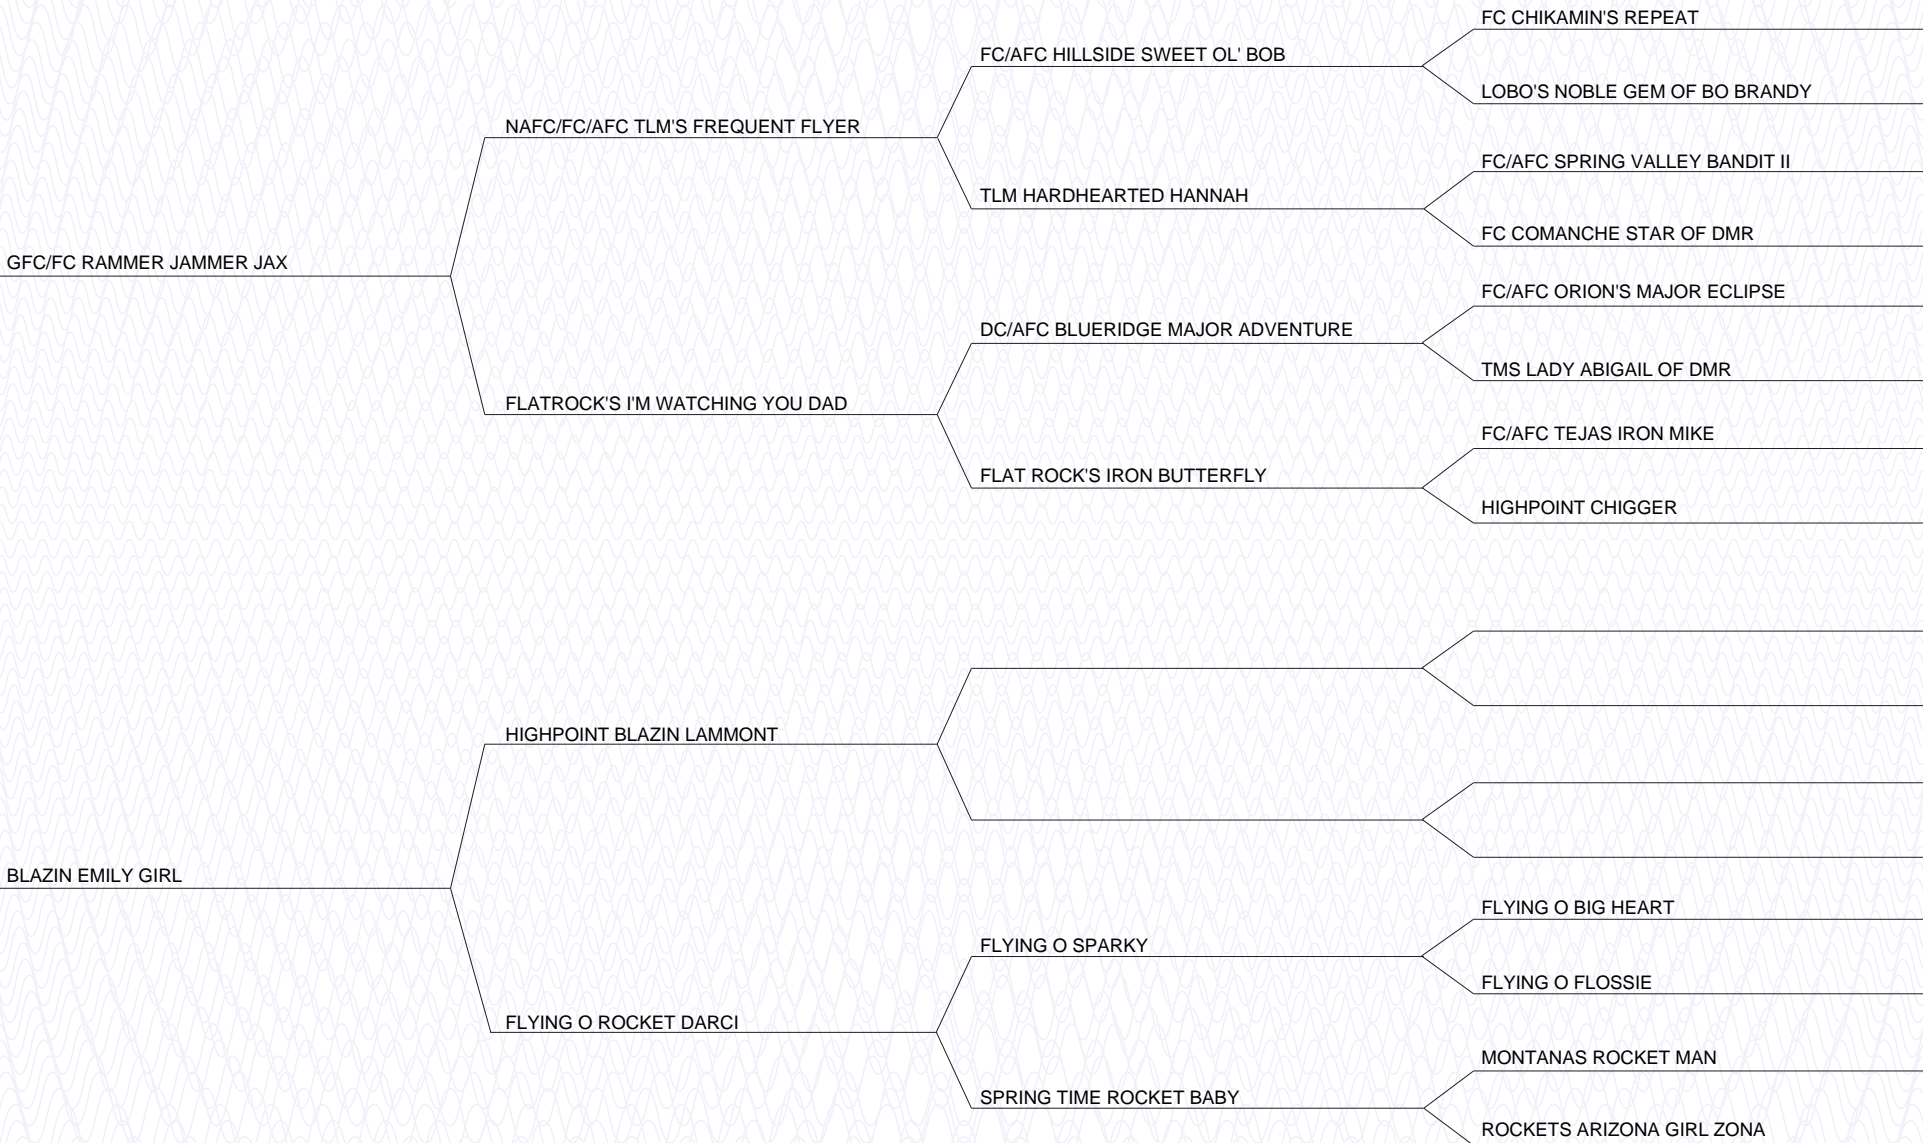 FC CHIKAMIN'S REPEAT
FC/AFC HILLSIDE SWEET OL' BOB
LOBO'S NOBLE GEM OF BO BRANDY
NAFC/FC/AFC TLM'S FREQUENT FLYER
FC/AFC SPRING VALLEY BANDIT II
TLM HARDHEARTED HANNAH
FC COMANCHE STAR OF DMR
GFC/FC RAMMER JAMMER JAX
FC/AFC ORION'S MAJOR ECLIPSE
DC/AFC BLUERIDGE MAJOR ADVENTURE
TMS LADY ABIGAIL OF DMR
FLATROCK'S I'M WATCHING YOU DAD
FC/AFC TEJAS IRON MIKE
FLAT ROCK'S IRON BUTTERFLY
HIGHPOINT CHIGGER
HIGHPOINT BLAZIN LAMMONT
BLAZIN EMILY GIRL
FLYING O BIG HEART
FLYING O SPARKY
FLYING O FLOSSIE
FLYING O ROCKET DARCI
MONTANAS ROCKET MAN
SPRING TIME ROCKET BABY
ROCKETS ARIZONA GIRL ZONA